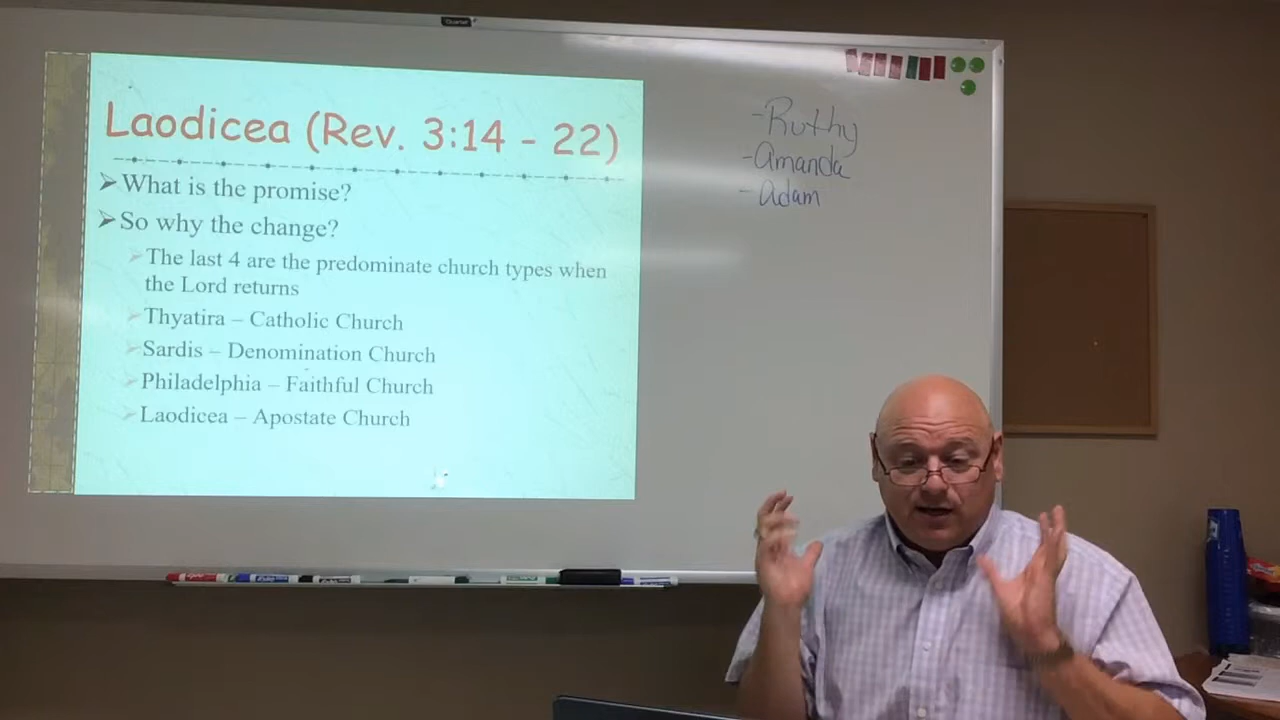 Quartet
Laodicea (Rev. 3:14 - 22)
What is the promise?
So why the change?
The last 4 are the predominate church types when
the Lord returns
Thyatira – Catholic Church
Sardis – Denomination Church
Philadelphia – Faithful Church
Laodicea – Apostate Church
-Ruthy
-Amanda
-Adam